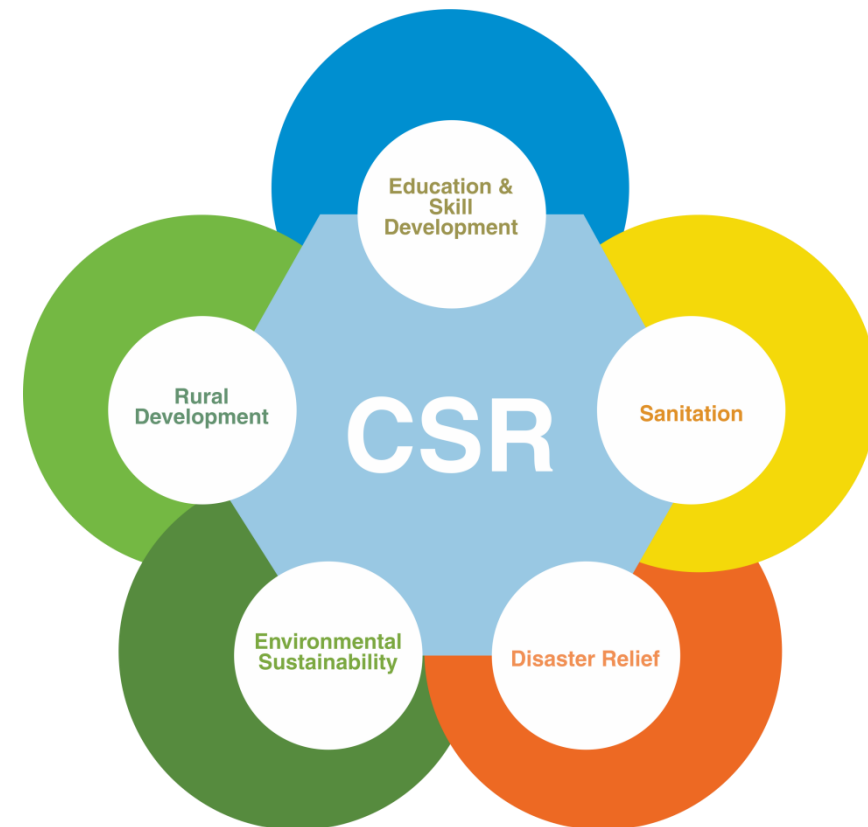 Education &
Skill
Development
Rural
Development
CSR
Sanitation
Environmental
Sustainability
Disaster Relief